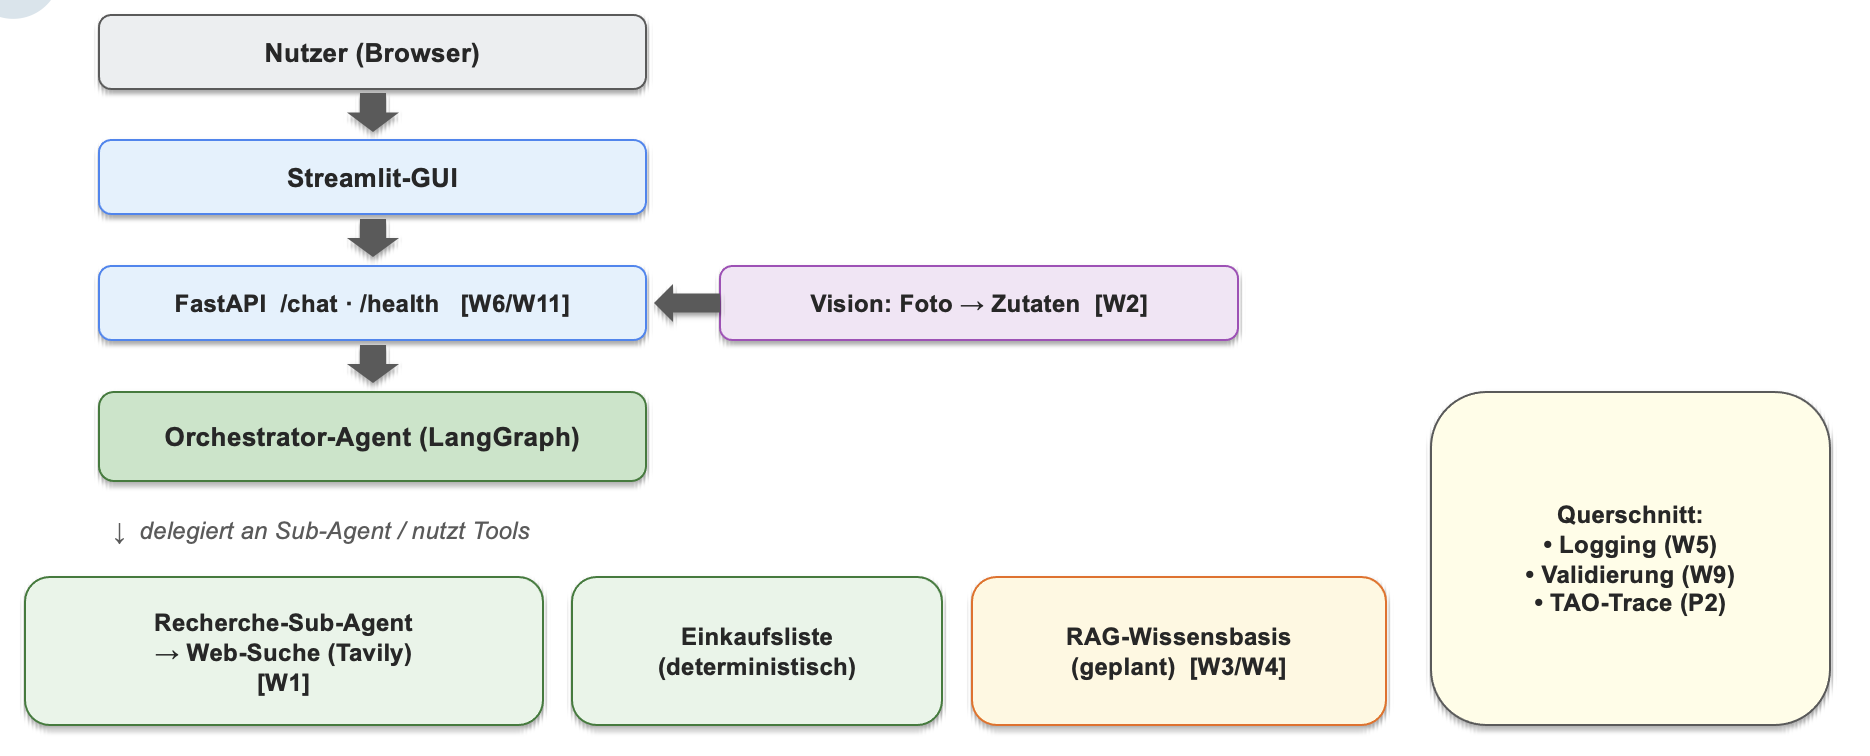 Nutzer (Browser)
Streamlit-GUI
FastAPI /chat · /health [W6/W11]
Vision: Foto → Zutaten [W2]
Orchestrator-Agent (LangGraph)
↓ delegiert an Sub-Agent / nutzt Tools
Recherche-Sub-Agent
→ Web-Suche (Tavily)
[W1]
Einkaufsliste
(deterministisch)
RAG-Wissensbasis
(geplant) [W3/W4]
Querschnitt:
• Logging (W5)
• Validierung (W9)
• TAO-Trace (P2)